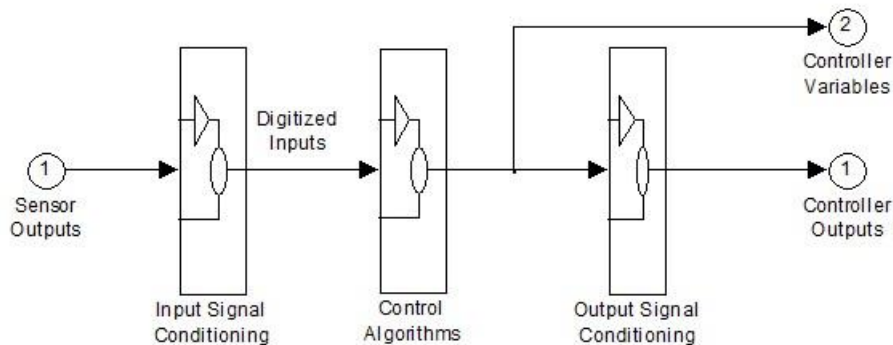 2
Controller
Variables
Digitized
Inputs
1
Sensor
Outputs
1
Controller
Outputs
Input Signal
Conditioning
Control
Algorithms
Output Signal
Conditioning